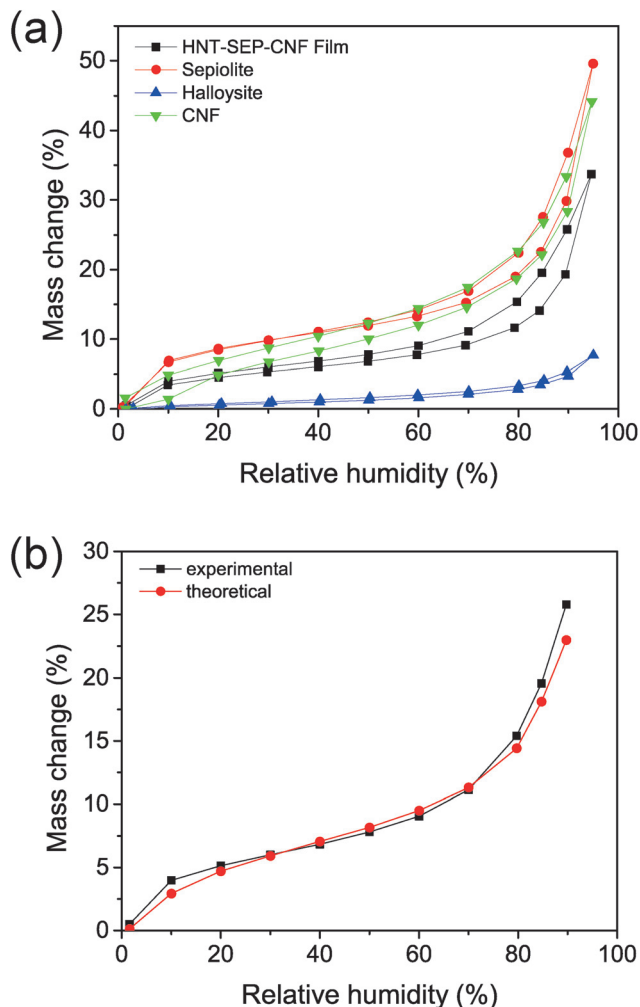 (a)
HNT-SEP-CNF Film
Sepiolite
Halloysite
CNF
50
40
30
20
10
0
Mass change (%)
0 20 40 60 80 100
Relative humidity (%)
(b)
experimental
theoretical
30
25
20
15
10
5
0
Mass change (%)
0 20 40 60 80 100
Relative humidity (%)